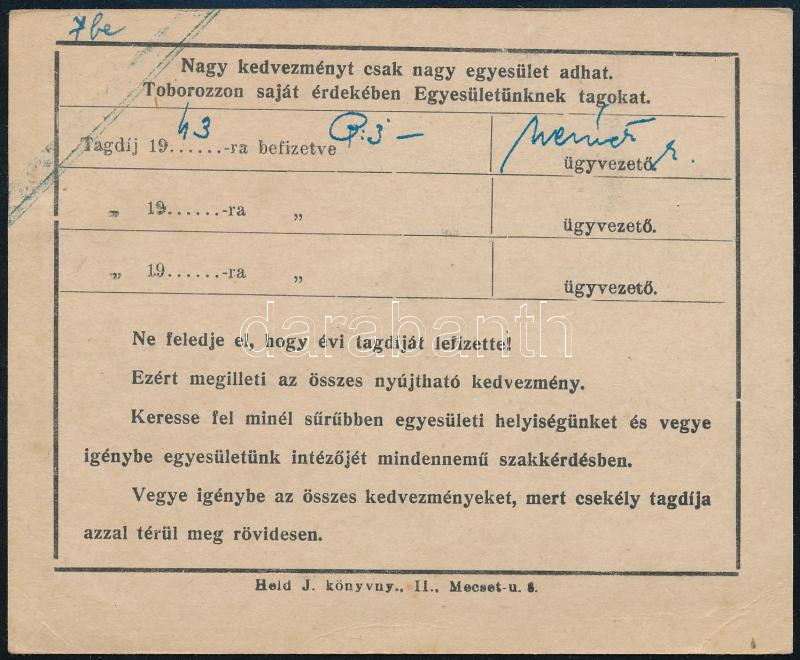 7 be
Nagy kedvezményt csak nagy egyesület adhat.
Toborozzon saját érdekében Egyesületünknek tagokat.
Tagdíj 1943-ra befizetve P. 3 —
ügyvezető.
„ 19......-ra „
ügyvezető.
„ 19......-ra „
ügyvezető.
darabanth
Ne feledje el, hogy évi tagdíját lefizette!
Ezért megilleti az összes nyújtható kedvezmény.
Keresse fel minél sűrűbben egyesületi helyiségünket és vegye
igénybe egyesületünk intézőjét mindennemű szakkérdésben.
Vegye igénybe az összes kedvezményeket, mert csekély tagdíja
azzal térül meg rövidesen.
Held J. könyvny., II., Mecset-u. 8.